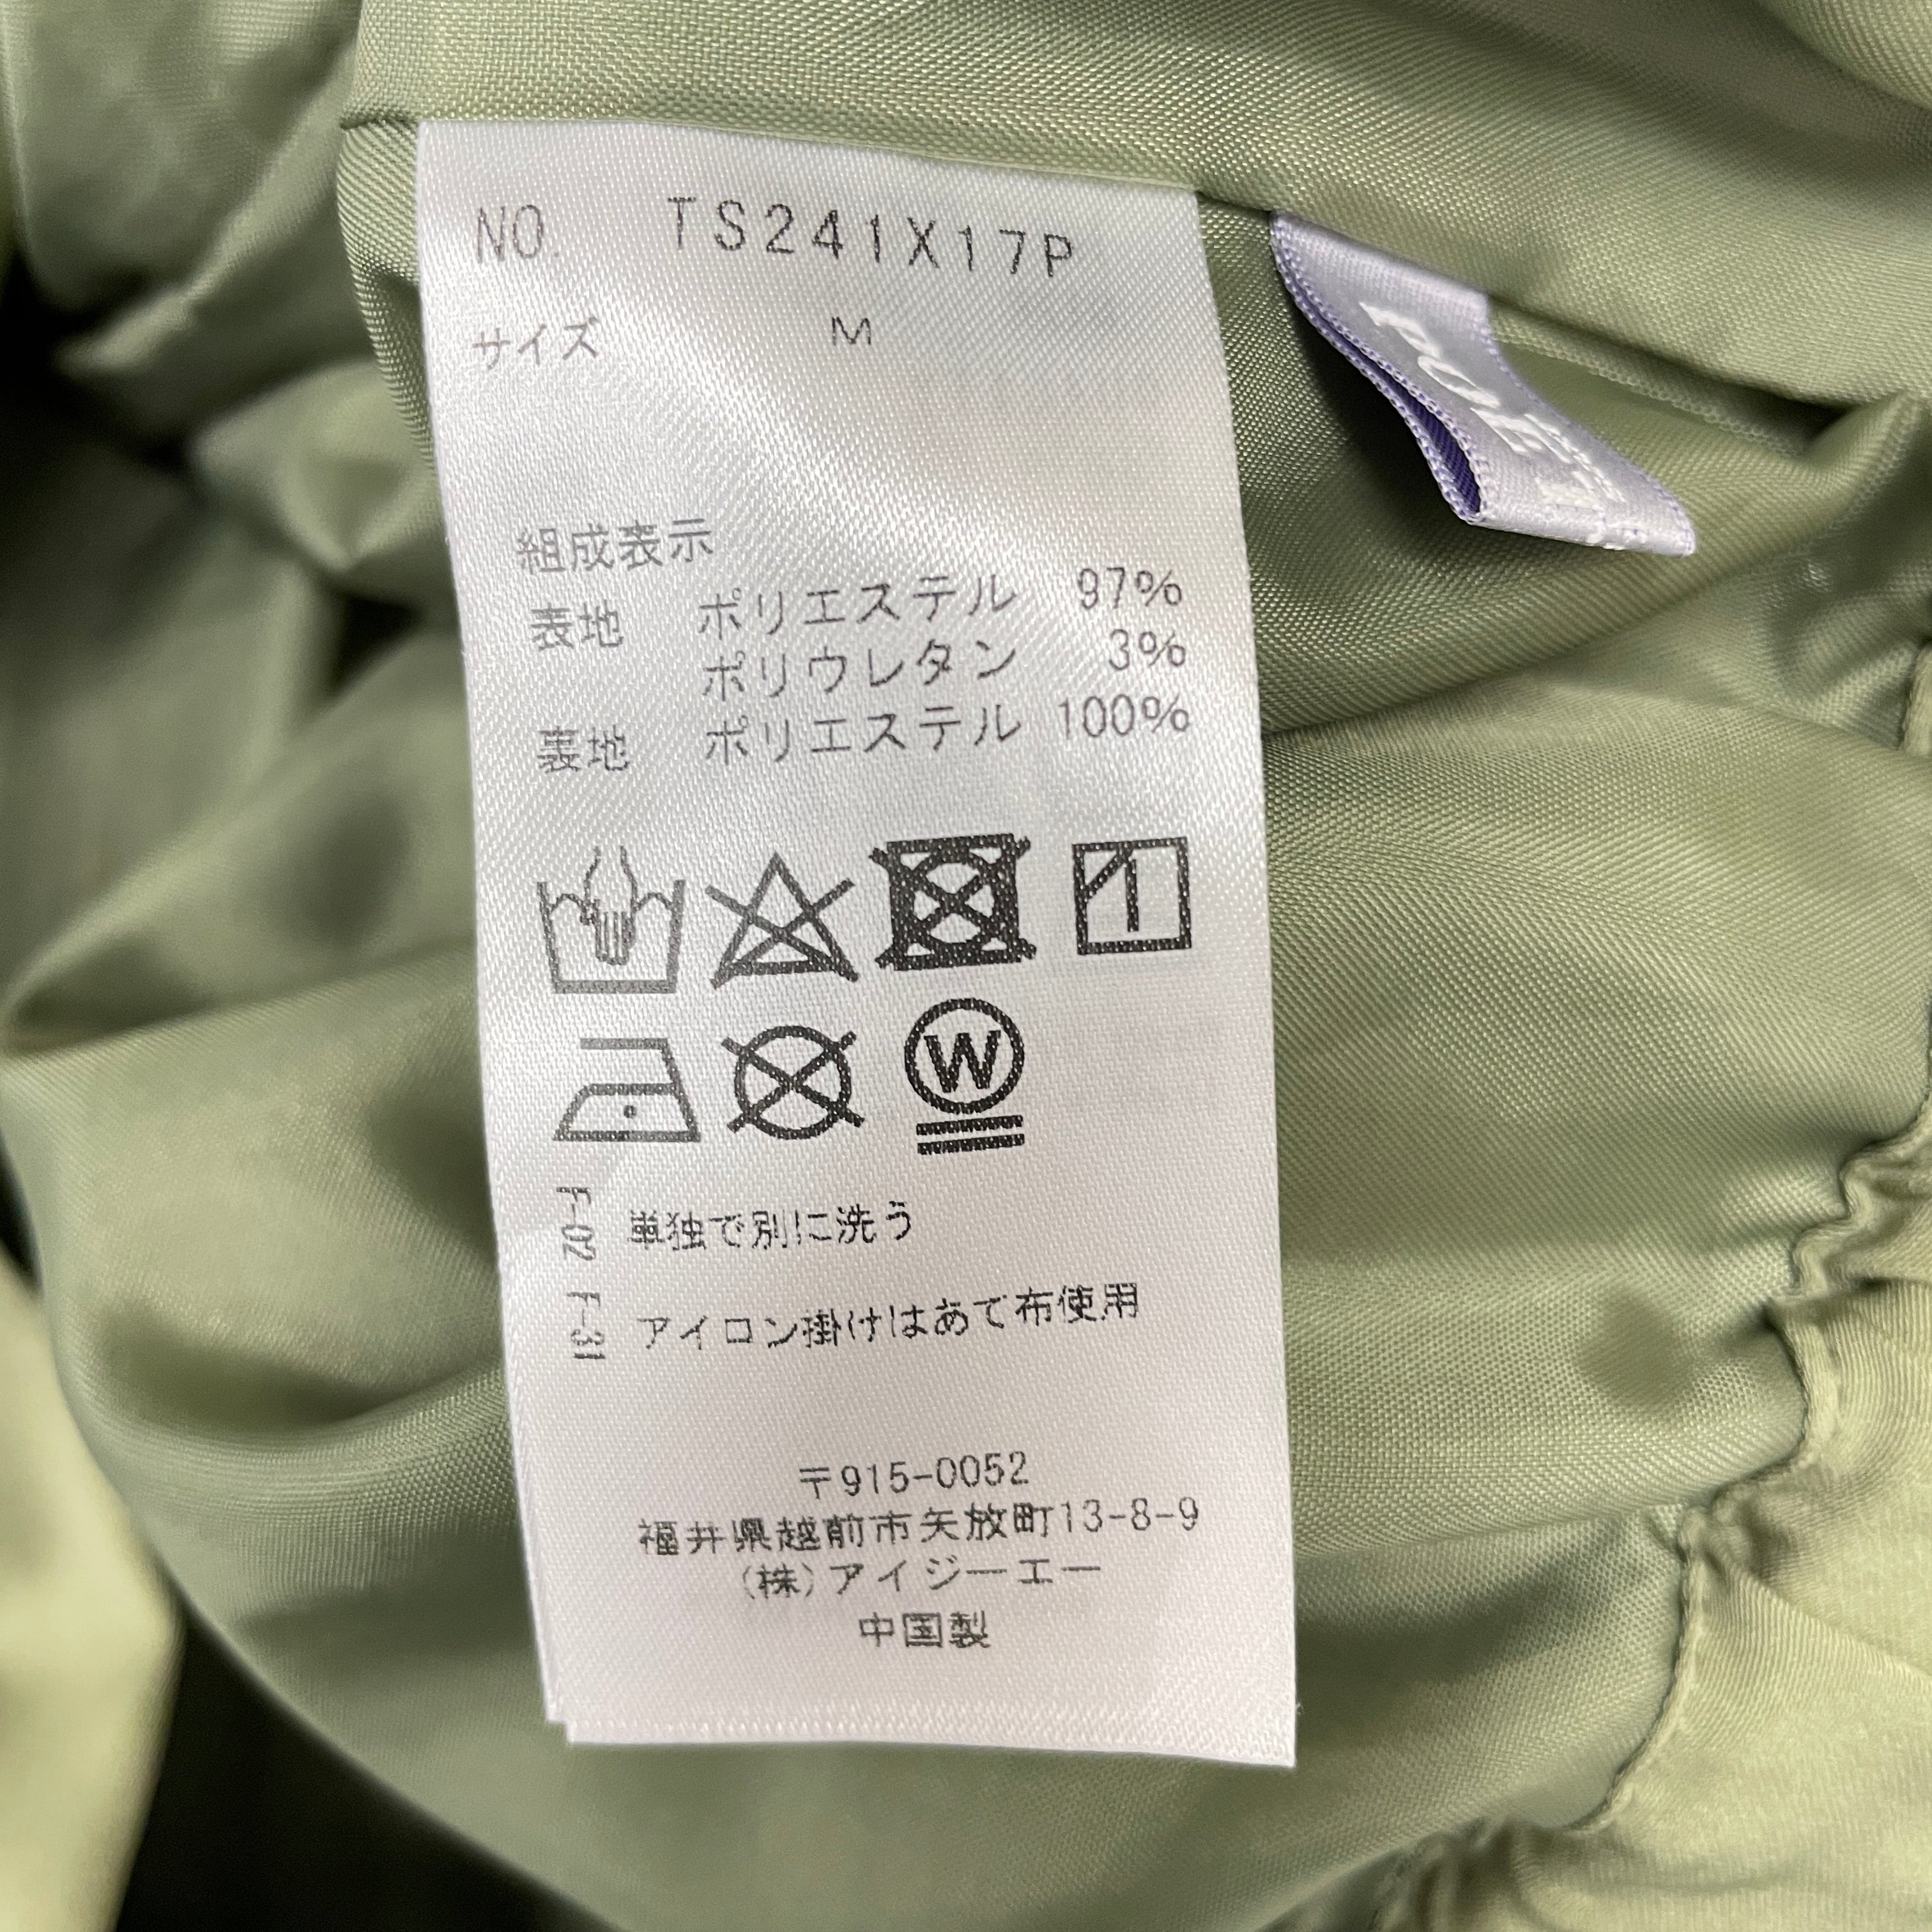 NO. TS241X17P
サイズ M
組成表示
表地 ポリエステル 97%
ポリウレタン 3%
裏地 ポリエステル 100%
W
F-02 単独で別に洗う
F-31 アイロン掛けはあて布使用
〒915-0052
福井県越前市矢放町13-8-9
(株)アイジーエー
中国製